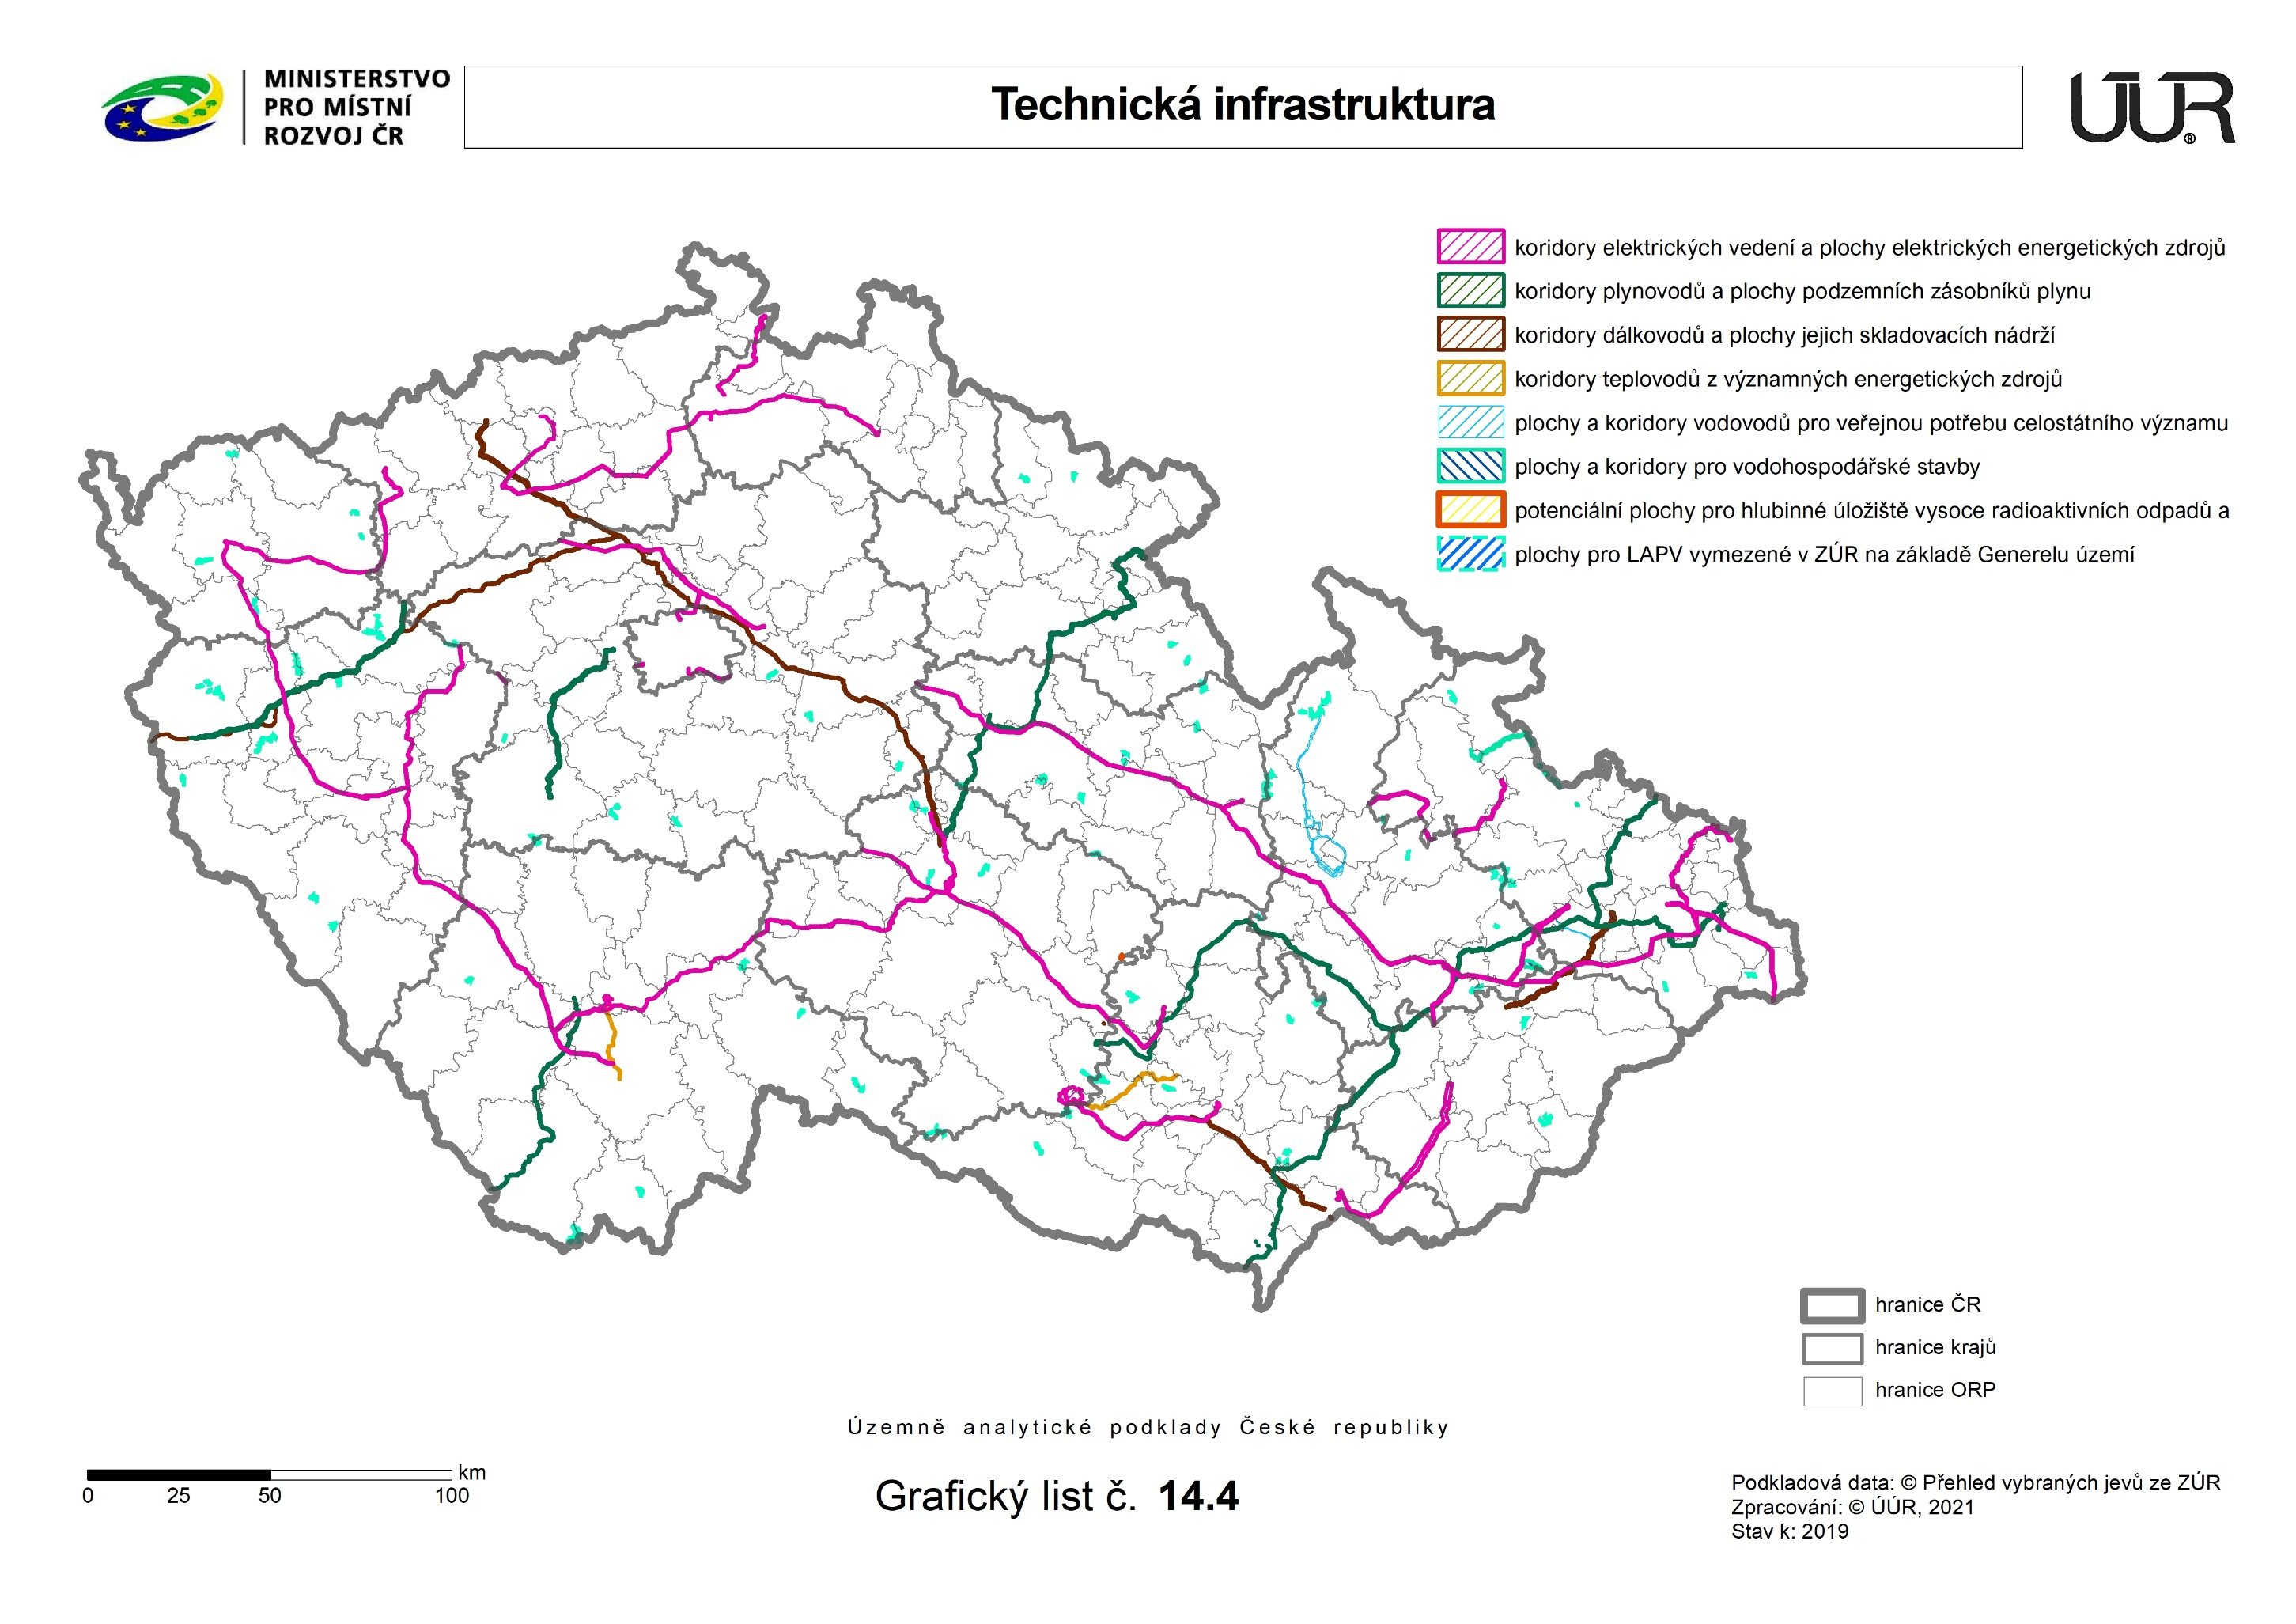 MINISTERSTVO
PRO MÍSTNÍ
ROZVOJ ČR
Technická infrastruktura
ÚÚR®
koridory elektrických vedení a plochy elektrických energetických zdrojů
koridory plynovodů a plochy podzemních zásobníků plynu
koridory dálkovodů a plochy jejich skladovacích nádrží
koridory teplovodů z významných energetických zdrojů
plochy a koridory vodovodů pro veřejnou potřebu celostátního významu
plochy a koridory pro vodohospodářské stavby
potenciální plochy pro hlubinné úložiště vysoce radioaktivních odpadů a
plochy pro LAPV vymezené v ZÚR na základě Generelu území
hranice ČR
hranice krajů
hranice ORP
Územně analytické podklady České republiky
km
0 25 50 100
Grafický list č. 14.4
Podkladová data: © Přehled vybraných jevů ze ZÚR
Zpracování: © ÚÚR, 2021
Stav k: 2019